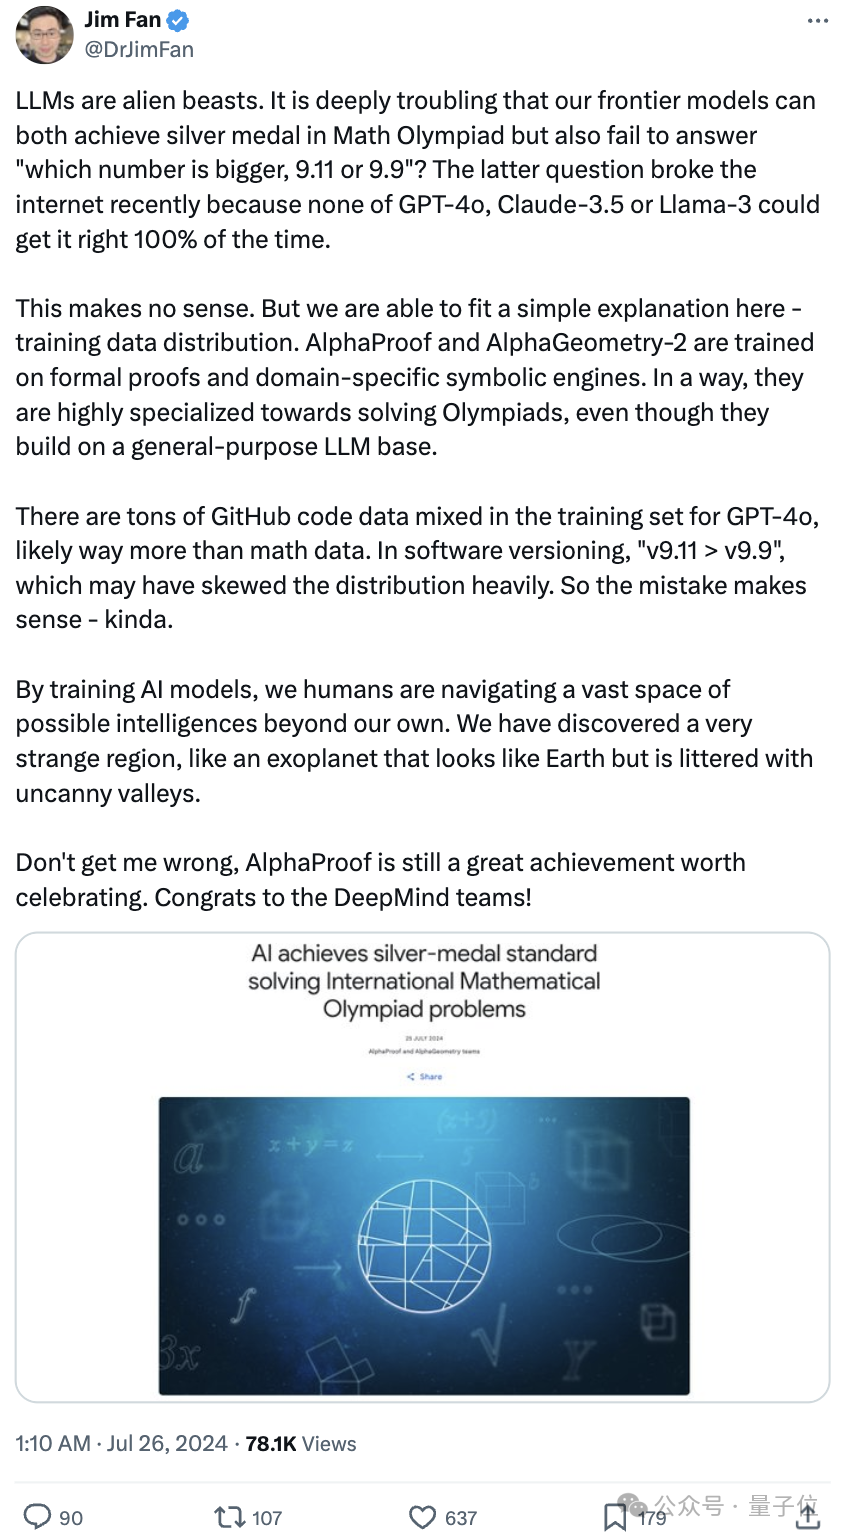 Jim Fan
@DrJimFan
LLMs are alien beasts. It is deeply troubling that our frontier models can
both achieve silver medal in Math Olympiad but also fail to answer
"which number is bigger, 9.11 or 9.9"? The latter question broke the
internet recently because none of GPT-4o, Claude-3.5 or Llama-3 could
get it right 100% of the time.
This makes no sense. But we are able to fit a simple explanation here -
training data distribution. AlphaProof and AlphaGeometry-2 are trained
on formal proofs and domain-specific symbolic engines. In a way, they
are highly specialized towards solving Olympiads, even though they
build on a general-purpose LLM base.
There are tons of GitHub code data mixed in the training set for GPT-4o,
likely way more than math data. In software versioning, "v9.11 > v9.9",
which may have skewed the distribution heavily. So the mistake makes
sense - kinda.
By training AI models, we humans are navigating a vast space of
possible intelligences beyond our own. We have discovered a very
strange region, like an exoplanet that looks like Earth but is littered with
uncanny valleys.
Don't get me wrong, AlphaProof is still a great achievement worth
celebrating. Congrats to the DeepMind teams!
AI achieves silver-medal standard
solving International Mathematical
Olympiad problems
25 JULY 2024
AlphaProof and AlphaGeometry teams
Share
(x+5)
5
a
x+y=z
b
f
3x
√
Y
1:10 AM · Jul 26, 2024 · 78.1K Views
90
107
637
179
公众号 · 量子位